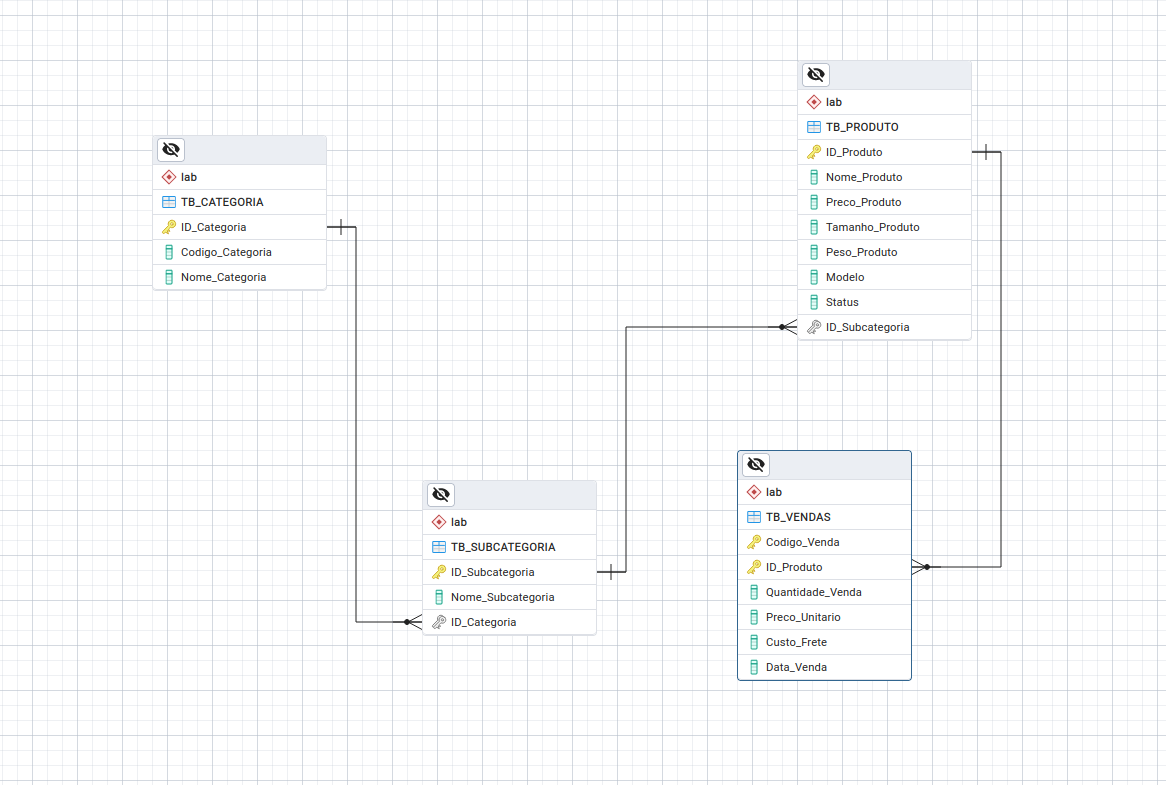 lab
TB_CATEGORIA
ID_Categoria
Codigo_Categoria
Nome_Categoria
lab
TB_SUBCATEGORIA
ID_Subcategoria
Nome_Subcategoria
ID_Categoria
lab
TB_PRODUTO
ID_Produto
Nome_Produto
Preco_Produto
Tamanho_Produto
Peso_Produto
Modelo
Status
ID_Subcategoria
lab
TB_VENDAS
Codigo_Venda
ID_Produto
Quantidade_Venda
Preco_Unitario
Custo_Frete
Data_Venda